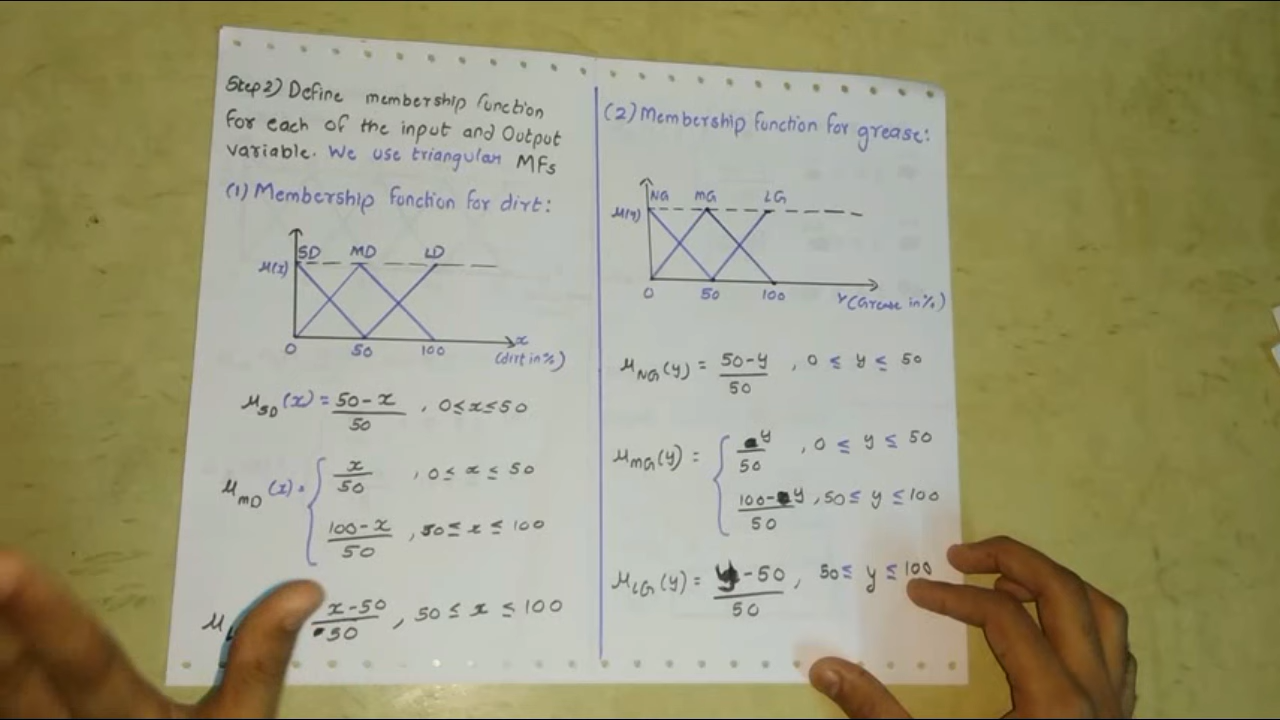 Step 2) Define membership function
for each of the input and Output
variable. We use triangular MFs
(1) Membership function for dirt:
SD MD LD
μ(x)
0 50 100
x
(dirt in %)
μSD (x) = 50-x / 50 , 0≤x≤50
μMD (x) = x / 50 , 0≤ x ≤ 50
100-x / 50 , 50≤ x ≤ 100
μ x-50 / 50 , 50 ≤ x ≤ 100
(2) Membership function for grease:
NG MG LG
μ(y)
0 50 100
Y (Grease in %)
μNG (y) = 50-y / 50 , 0 ≤ y ≤ 50
μMG (y) = y / 50 , 0 ≤ y ≤ 50
100-y / 50 , 50 ≤ y ≤ 100
μLG (y) = y-50 / 50 , 50≤ y ≤ 100